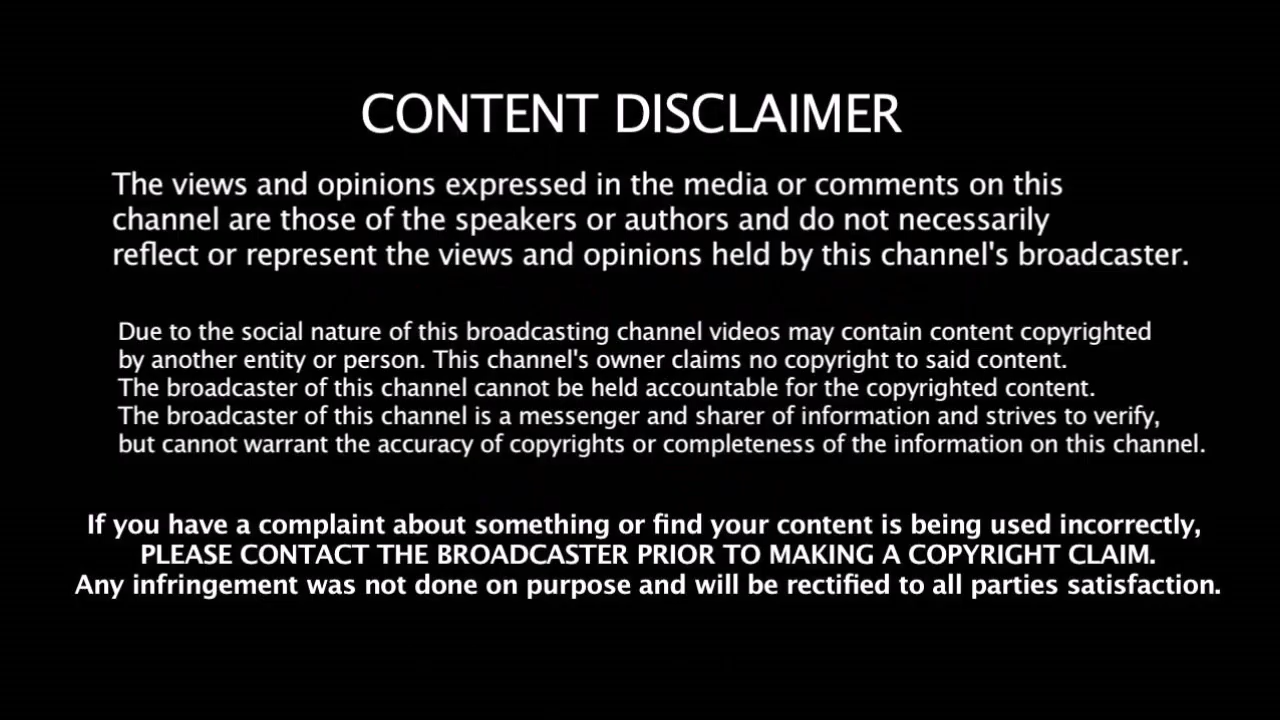 CONTENT DISCLAIMER
The views and opinions expressed in the media or comments on this
channel are those of the speakers or authors and do not necessarily
reflect or represent the views and opinions held by this channel's broadcaster.
Due to the social nature of this broadcasting channel videos may contain content copyrighted
by another entity or person. This channel's owner claims no copyright to said content.
The broadcaster of this channel cannot be held accountable for the copyrighted content.
The broadcaster of this channel is a messenger and sharer of information and strives to verify,
but cannot warrant the accuracy of copyrights or completeness of the information on this channel.
If you have a complaint about something or find your content is being used incorrectly,
PLEASE CONTACT THE BROADCASTER PRIOR TO MAKING A COPYRIGHT CLAIM.
Any infringement was not done on purpose and will be rectified to all parties satisfaction.